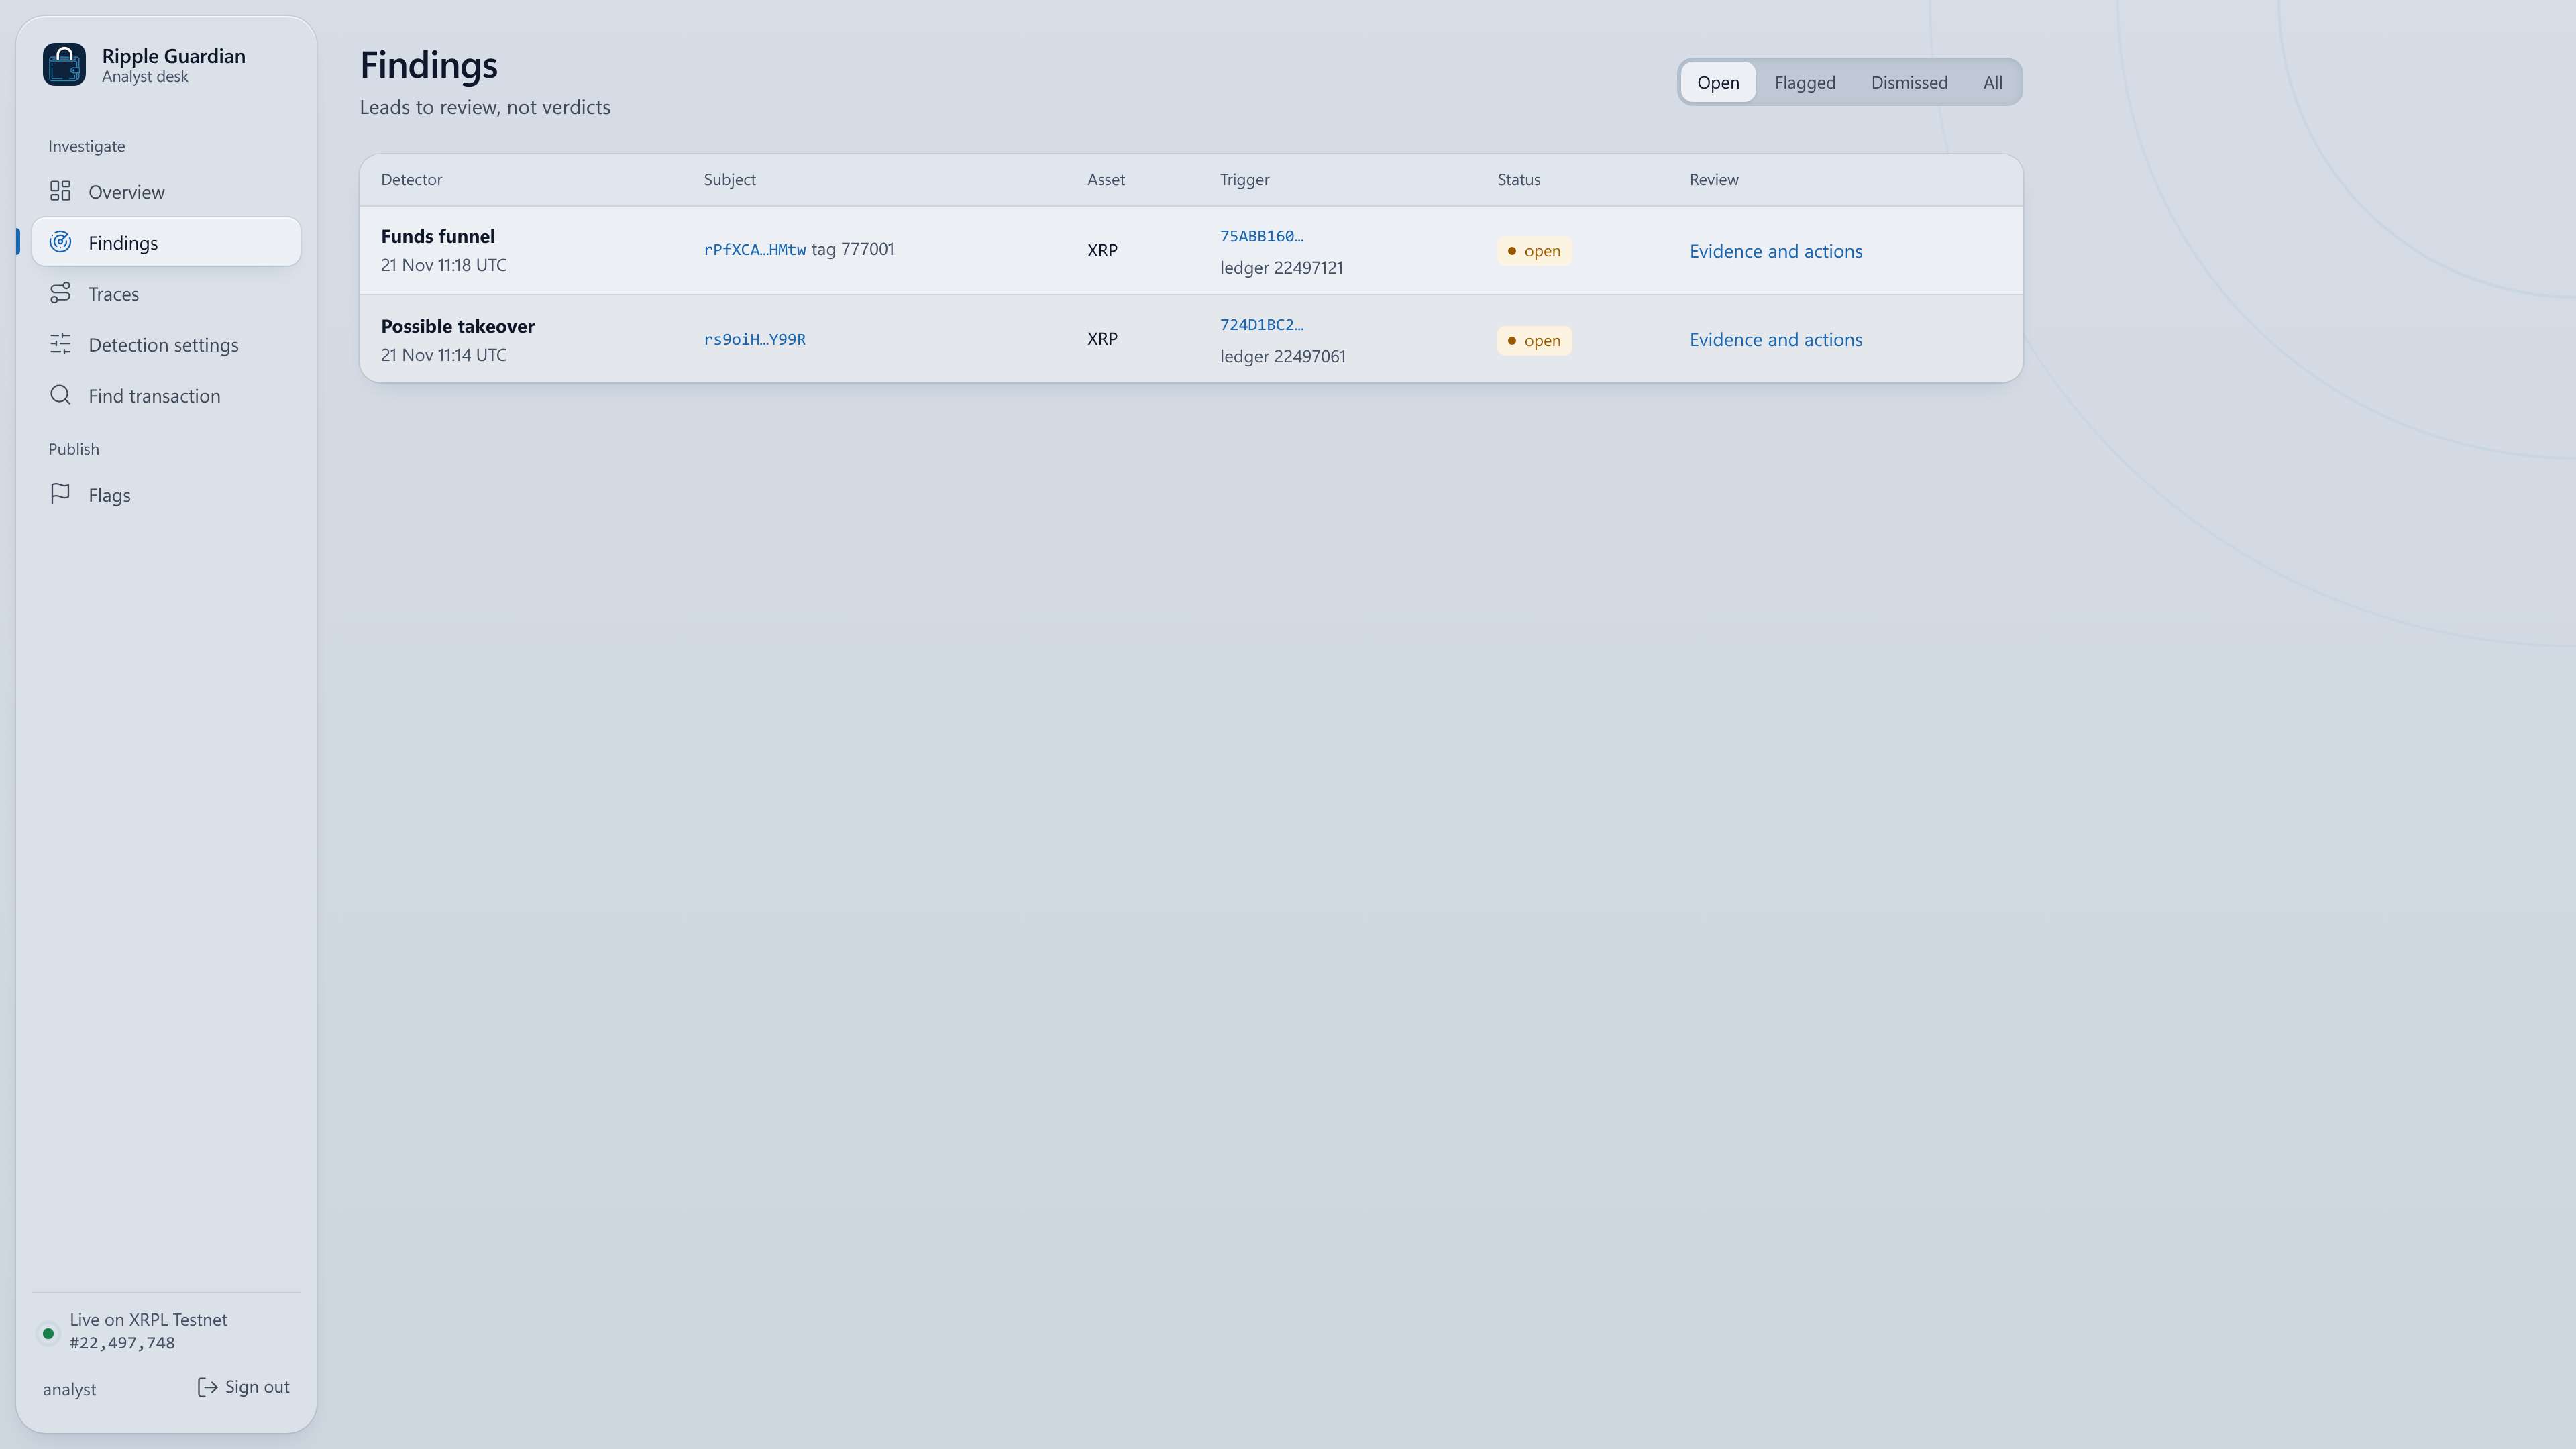 Ripple Guardian
Analyst desk
Investigate
Overview
Findings
Traces
Detection settings
Find transaction
Publish
Flags
Live on XRPL Testnet
#22,497,748
analyst
Sign out
Findings
Leads to review, not verdicts
Open Flagged Dismissed All
Detector Subject Asset Trigger Status Review
Funds funnel
21 Nov 11:18 UTC
rPfXCA…HMtw tag 777001
XRP
75ABB160…
ledger 22497121
open
Evidence and actions
Possible takeover
21 Nov 11:14 UTC
rs9oiH…Y99R
XRP
724D1BC2…
ledger 22497061
open
Evidence and actions